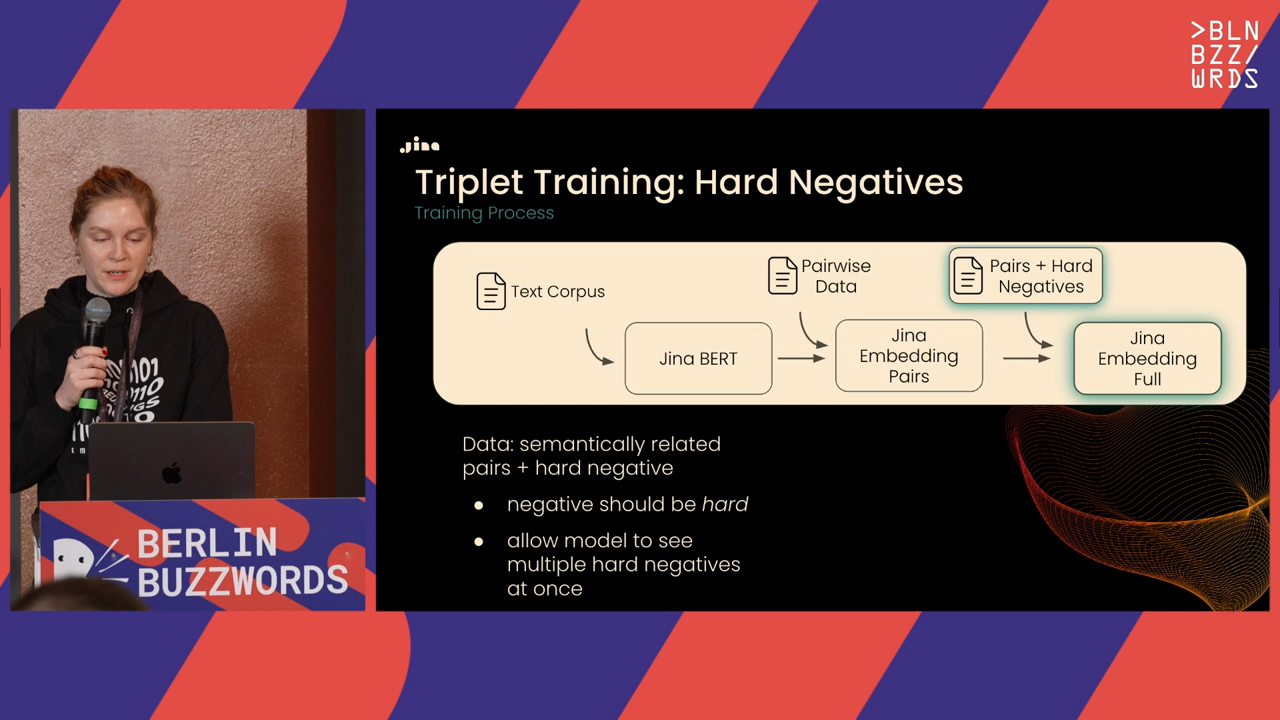 >BLN
BZZ/
WRDS
Jina
Triplet Training: Hard Negatives
Training Process
Text Corpus
Pairwise
Data
Pairs + Hard
Negatives
Jina BERT
Jina
Embedding
Pairs
Jina
Embedding
Full
Data: semantically related
pairs + hard negative
negative should be hard
allow model to see
multiple hard negatives
at once
BERLIN
BUZZWORDS